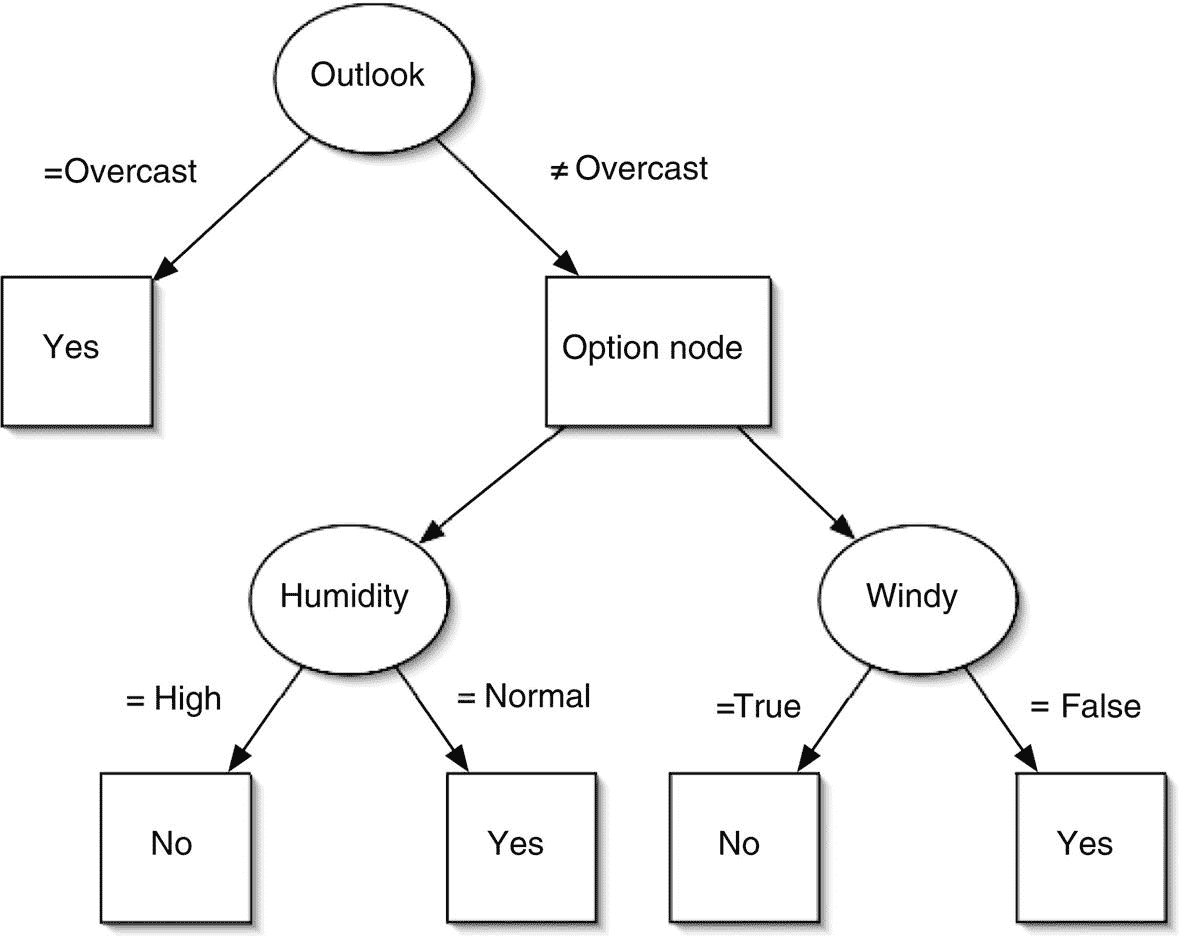 Outlook
=Overcast
≠ Overcast
Yes
Option node
Humidity
Windy
= High
= Normal
=True
= False
No
Yes
No
Yes